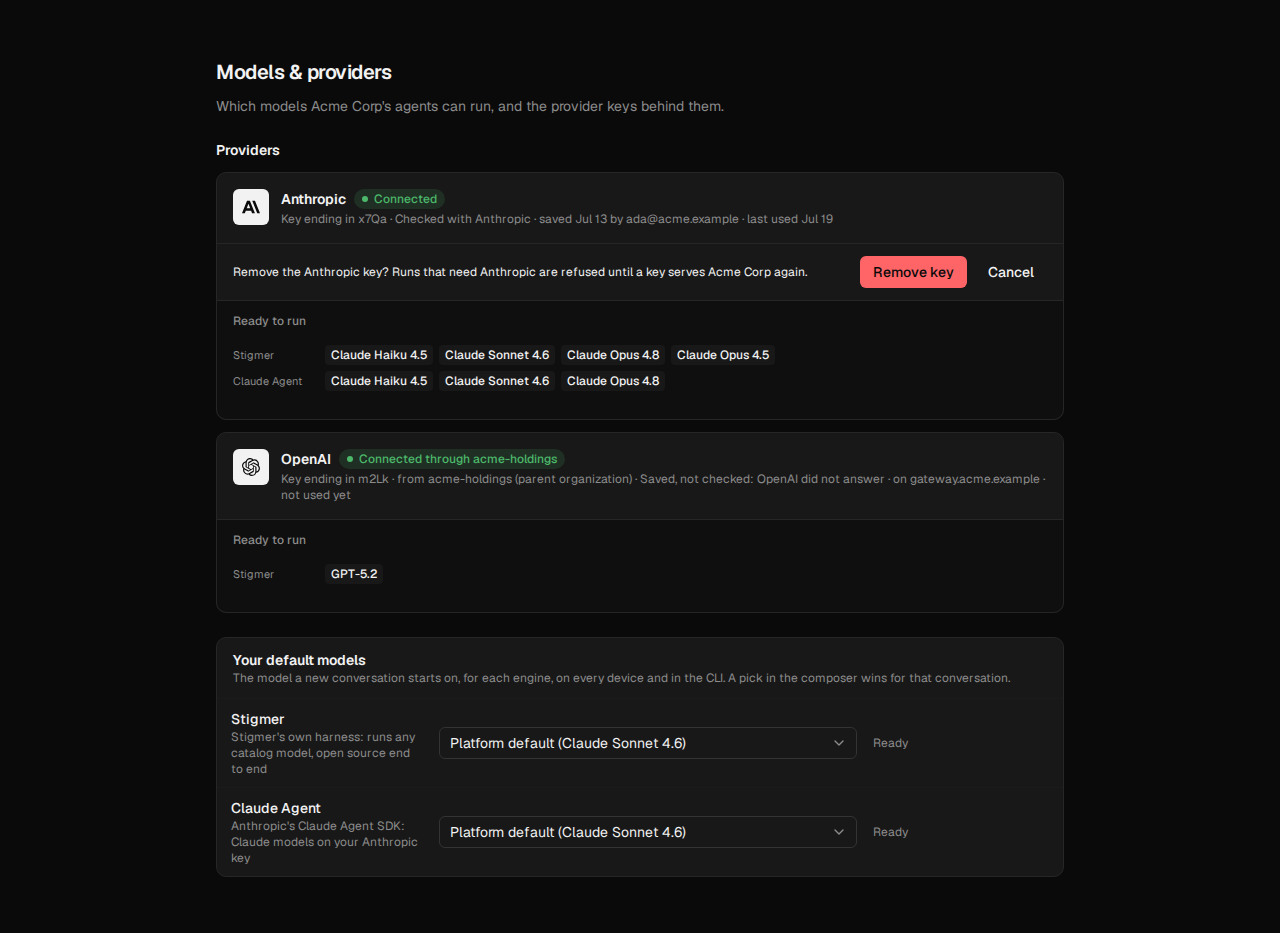 Models & providers
Which models Acme Corp's agents can run, and the provider keys behind them.
Providers
Anthropic Connected
Key ending in x7Qa · Checked with Anthropic · saved Jul 13 by ada@acme.example · last used Jul 19
Remove the Anthropic key? Runs that need Anthropic are refused until a key serves Acme Corp again. Remove key Cancel
Ready to run
Stigmer Claude Haiku 4.5 Claude Sonnet 4.6 Claude Opus 4.8 Claude Opus 4.5
Claude Agent Claude Haiku 4.5 Claude Sonnet 4.6 Claude Opus 4.8
OpenAI Connected through acme-holdings
Key ending in m2Lk · from acme-holdings (parent organization) · Saved, not checked: OpenAI did not answer · on gateway.acme.example ·
not used yet
Ready to run
Stigmer GPT-5.2
Your default models
The model a new conversation starts on, for each engine, on every device and in the CLI. A pick in the composer wins for that conversation.
Stigmer
Stigmer's own harness: runs any
catalog model, open source end
to end
Platform default (Claude Sonnet 4.6) Ready
Claude Agent
Anthropic's Claude Agent SDK:
Claude models on your Anthropic
key
Platform default (Claude Sonnet 4.6) Ready